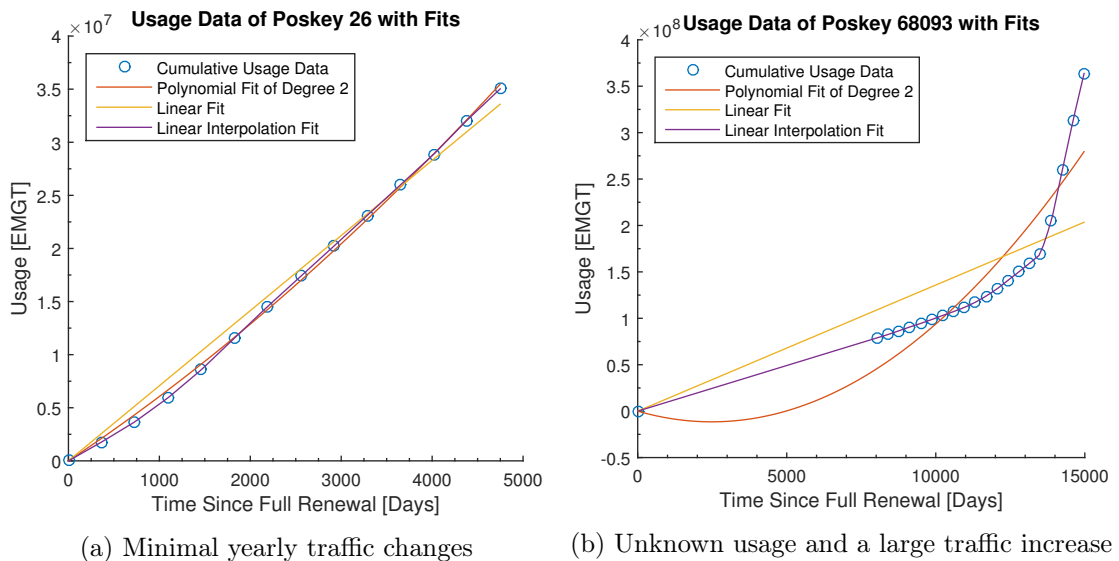 Usage Data of Poskey 26 with Fits
×10⁷
4
3.5
3
2.5
2
1.5
1
0.5
0
Usage [EMGT]
Cumulative Usage Data
Polynomial Fit of Degree 2
Linear Fit
Linear Interpolation Fit
0 1000 2000 3000 4000 5000
Time Since Full Renewal [Days]
(a) Minimal yearly traffic changes
Usage Data of Poskey 68093 with Fits
×10⁸
4
3.5
3
2.5
2
1.5
1
0.5
0
-0.5
Usage [EMGT]
Cumulative Usage Data
Polynomial Fit of Degree 2
Linear Fit
Linear Interpolation Fit
0 5000 10000 15000
Time Since Full Renewal [Days]
(b) Unknown usage and a large traffic increase